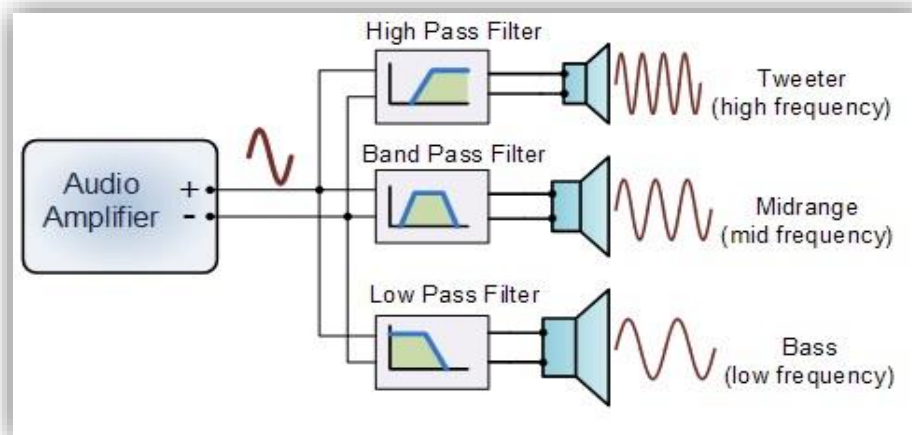 High Pass Filter
Tweeter
(high frequency)
Audio
Amplifier
+
-
Band Pass Filter
Midrange
(mid frequency)
Low Pass Filter
Bass
(low frequency)